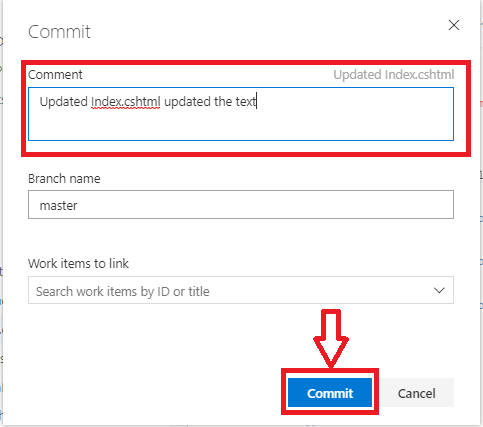 Commit
Comment Updated Index.cshtml
Updated Index.cshtml updated the text
Branch name
master
Work items to link
Search work items by ID or title
Commit Cancel